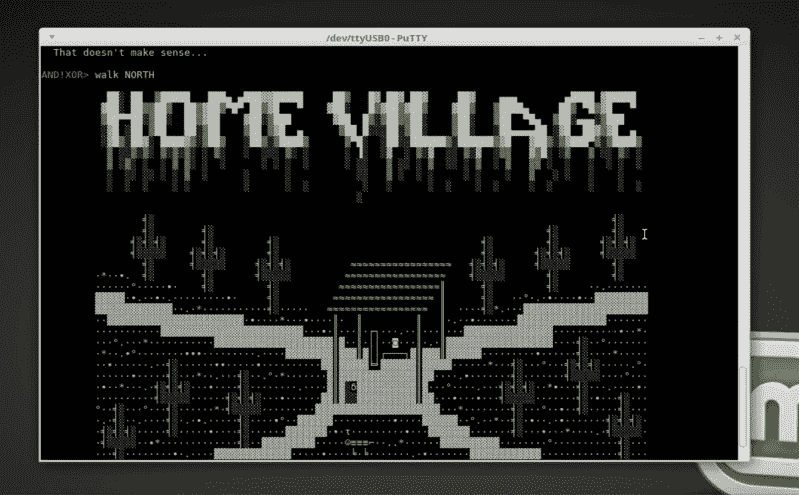 /dev/ttyUSB0 - PuTTY
That doesn't make sense...
AND!XOR> walk NORTH
HOME VILLAGE
m